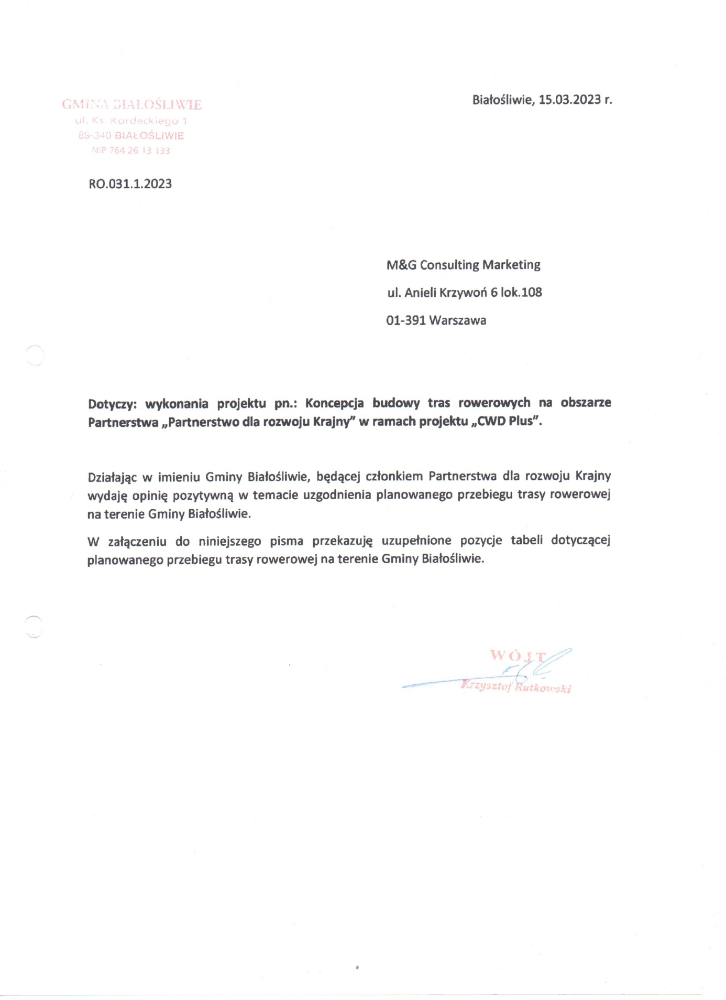 GMINA BIAŁOŚLIWIE
ul. Ks. Kordeckiego 1
89-340 BIAŁOŚLIWIE
NIP 764 26 13 133
Białośliwie, 15.03.2023 r.
RO.031.1.2023
M&G Consulting Marketing
ul. Anieli Krzywoń 6 lok.108
01-391 Warszawa
Dotyczy: wykonania projektu pn.: Koncepcja budowy tras rowerowych na obszarze
Partnerstwa „Partnerstwo dla rozwoju Krajny” w ramach projektu „CWD Plus”.
Działając w imieniu Gminy Białośliwie, będącej członkiem Partnerstwa dla rozwoju Krajny
wydaję opinię pozytywną w temacie uzgodnienia planowanego przebiegu trasy rowerowej
na terenie Gminy Białośliwie.
W załączeniu do niniejszego pisma przekazuję uzupełnione pozycje tabeli dotyczącej
planowanego przebiegu trasy rowerowej na terenie Gminy Białośliwie.
WÓJT
Krzysztof Rutkowski